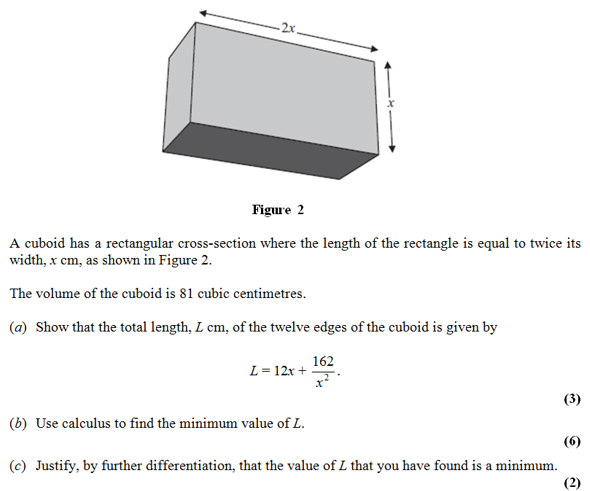 2x
x
Figure 2
A cuboid has a rectangular cross-section where the length of the rectangle is equal to twice its
width, x cm, as shown in Figure 2.
The volume of the cuboid is 81 cubic centimetres.
(a) Show that the total length, L cm, of the twelve edges of the cuboid is given by
L = 12x + 162/x².
(3)
(b) Use calculus to find the minimum value of L.
(6)
(c) Justify, by further differentiation, that the value of L that you have found is a minimum.
(2)